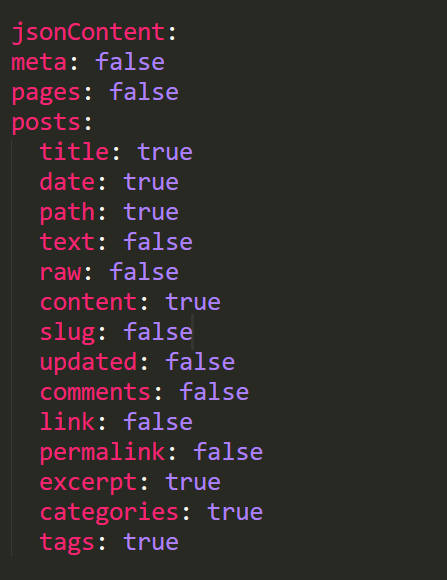 jsonContent:
meta: false
pages: false
posts:
  title: true
  date: true
  path: true
  text: false
  raw: false
  content: true
  slug: false
  updated: false
  comments: false
  link: false
  permalink: false
  excerpt: true
  categories: true
  tags: true